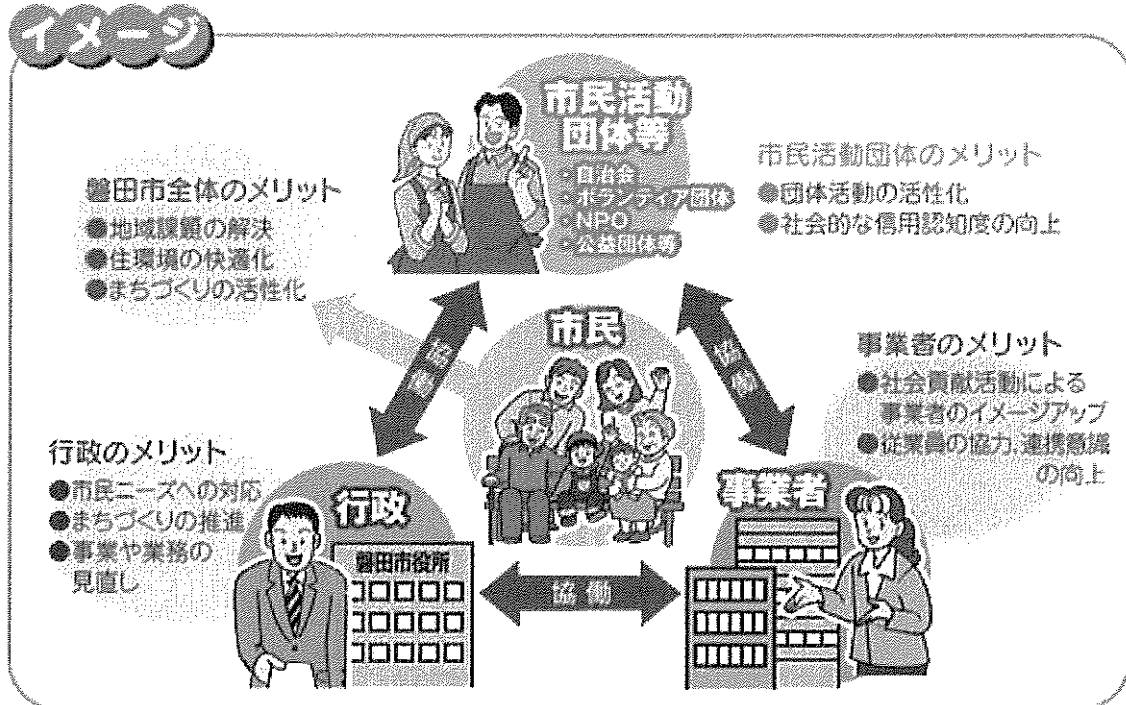 イメージ
市民活動
団体等
・自治会
・ボランティア団体
・NPO
・公益団体等
市民活動団体のメリット
●団体活動の活性化
●社会的な信用認知度の向上
磐田市全体のメリット
●地域課題の解決
●住環境の快適化
●まちづくりの活性化
協働
市民
協働
事業者のメリット
●社会貢献活動による
事業者のイメージアップ
●従業員の協力、連携意識
の向上
行政のメリット
●市民ニーズへの対応
●まちづくりの推進
●事業や業務の
見直し
行政
磐田市役所
協働
事業者